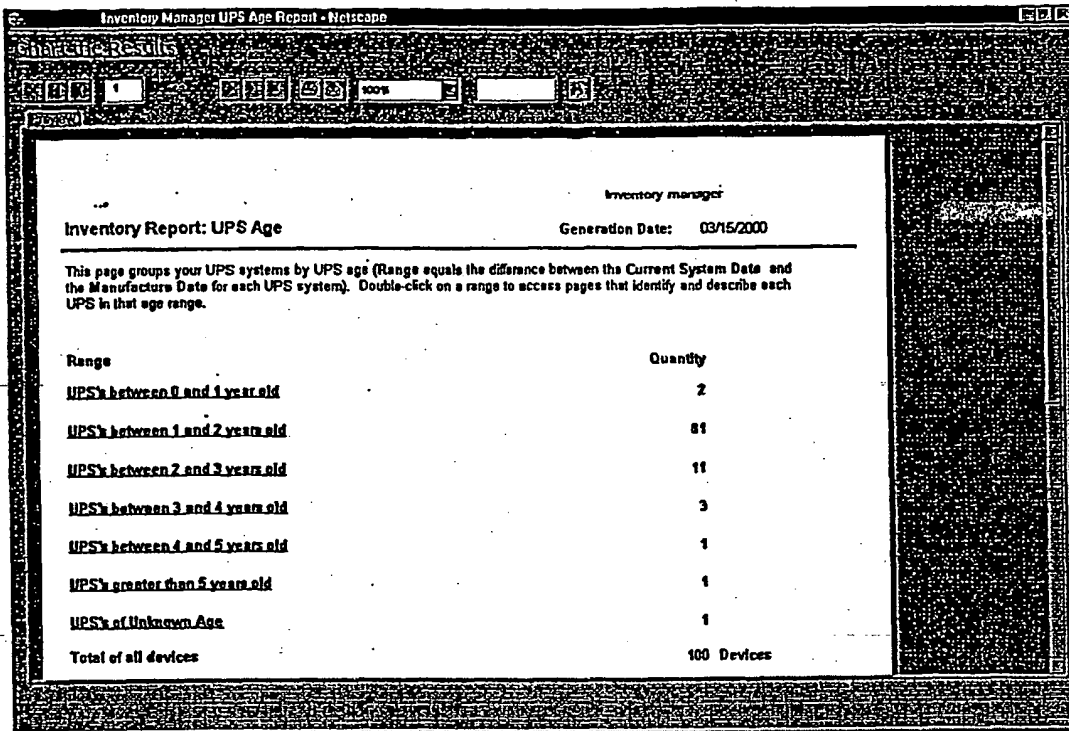 Inventory Manager UPS Age Report - Netscape
1
100%
Inventory manager
Inventory Report: UPS Age
Generation Date: 03/15/2000
This page groups your UPS systems by UPS age (Range equals the difference between the Current System Date and
the Manufacture Date for each UPS system). Double-click on a range to access pages that identify and describe each
UPS in that age range.
Range Quantity
UPS's between 0 and 1 year old 2
UPS's between 1 and 2 years old 81
UPS's between 2 and 3 years old 11
UPS's between 3 and 4 years old 3
UPS's between 4 and 5 years old 1
UPS's greater than 5 years old 1
UPS's of Unknown Age 1
Total of all devices 100 Devices